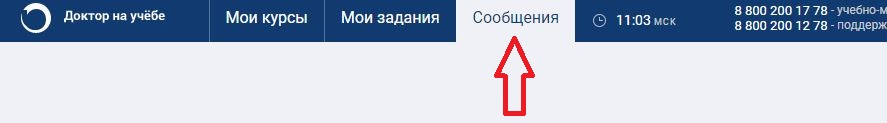 Доктор на учёбе
Мои курсы
Мои задания
Сообщения
11:03 мск
8 800 200 17 78 - учебно-м
8 800 200 12 78 - поддерж